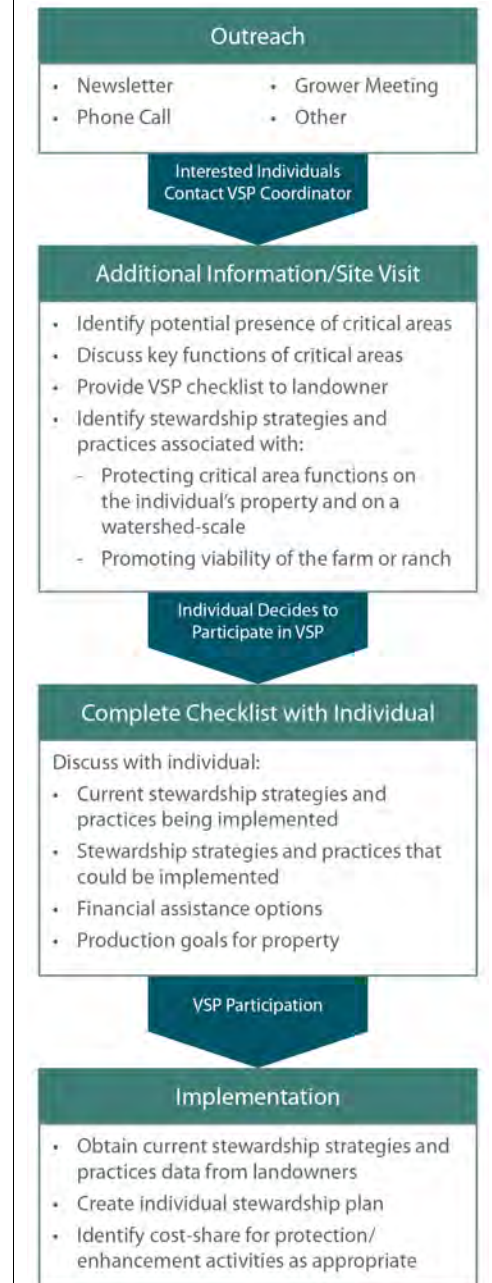 Outreach
• Newsletter
• Phone Call
• Grower Meeting
• Other
Interested Individuals
Contact VSP Coordinator
Additional Information/Site Visit
• Identify potential presence of critical areas
• Discuss key functions of critical areas
• Provide VSP checklist to landowner
• Identify stewardship strategies and
practices associated with:
- Protecting critical area functions on
the individual's property and on a
watershed-scale
- Promoting viability of the farm or ranch
Individual Decides to
Participate in VSP
Complete Checklist with Individual
Discuss with individual:
• Current stewardship strategies and
practices being implemented
• Stewardship strategies and practices that
could be implemented
• Financial assistance options
• Production goals for property
VSP Participation
Implementation
• Obtain current stewardship strategies and
practices data from landowners
• Create individual stewardship plan
• Identify cost-share for protection/
enhancement activities as appropriate